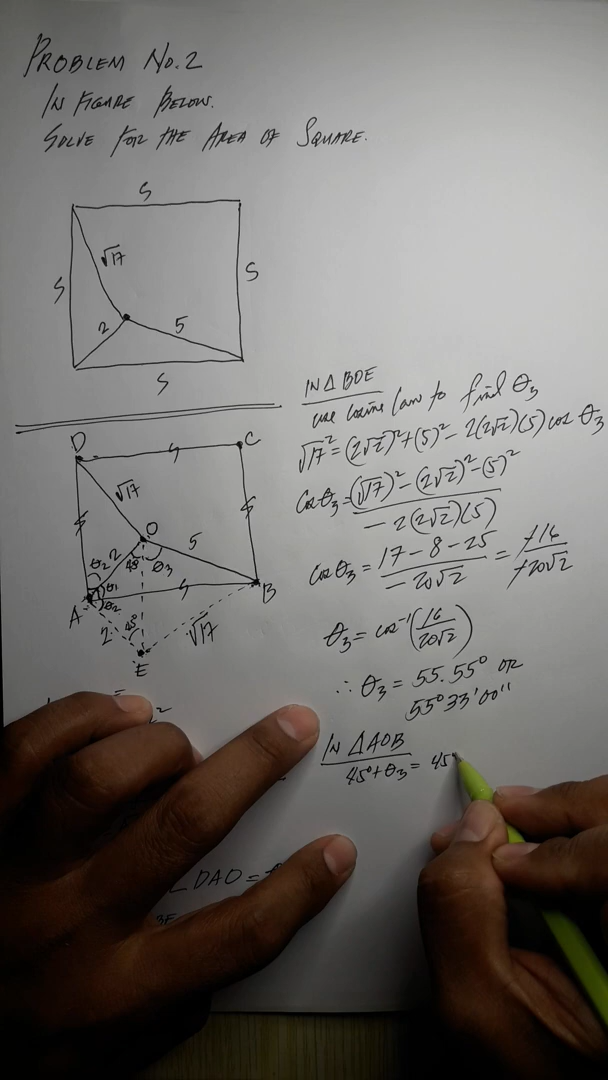 PROBLEM NO.2
IN FIGURE BELOW.
SOLVE FOR THE AREA OF SQUARE.
S
√17
S
S
2
5
S
D
S
C
√17
S
O
S
5
θ2
2
45°
θ3
θ1
S
A
θ2
B
2
45°
√17
E
IN Δ BOE
use cosine law to find θ3
√17² = (2√2)² + (5)² - 2(2√2)(5) cos θ3
cos θ3 = (√17)² - (2√2)² - (5)²
- 2(2√2)(5)
cos θ3 = 17 - 8 - 25 = -16
-20√2 -20√2
θ3 = cos⁻¹(16/20√2)
∴ θ3 = 55.55° OR
55°33'00"
IN ΔAOB
45° + θ3 = 45°
=
2
∠DAO =